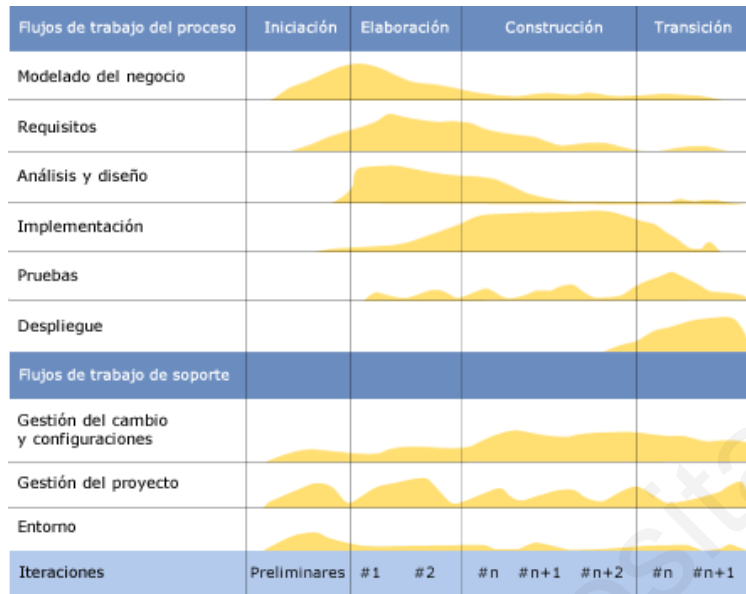 Flujos de trabajo del proceso Iniciación Elaboración Construcción Transición
Modelado del negocio
Requisitos
Análisis y diseño
Implementación
Pruebas
Despliegue
Flujos de trabajo de soporte
Gestión del cambio
y configuraciones
Gestión del proyecto
Entorno
Iteraciones Preliminares #1 #2 #n #n+1 #n+2 #n #n+1